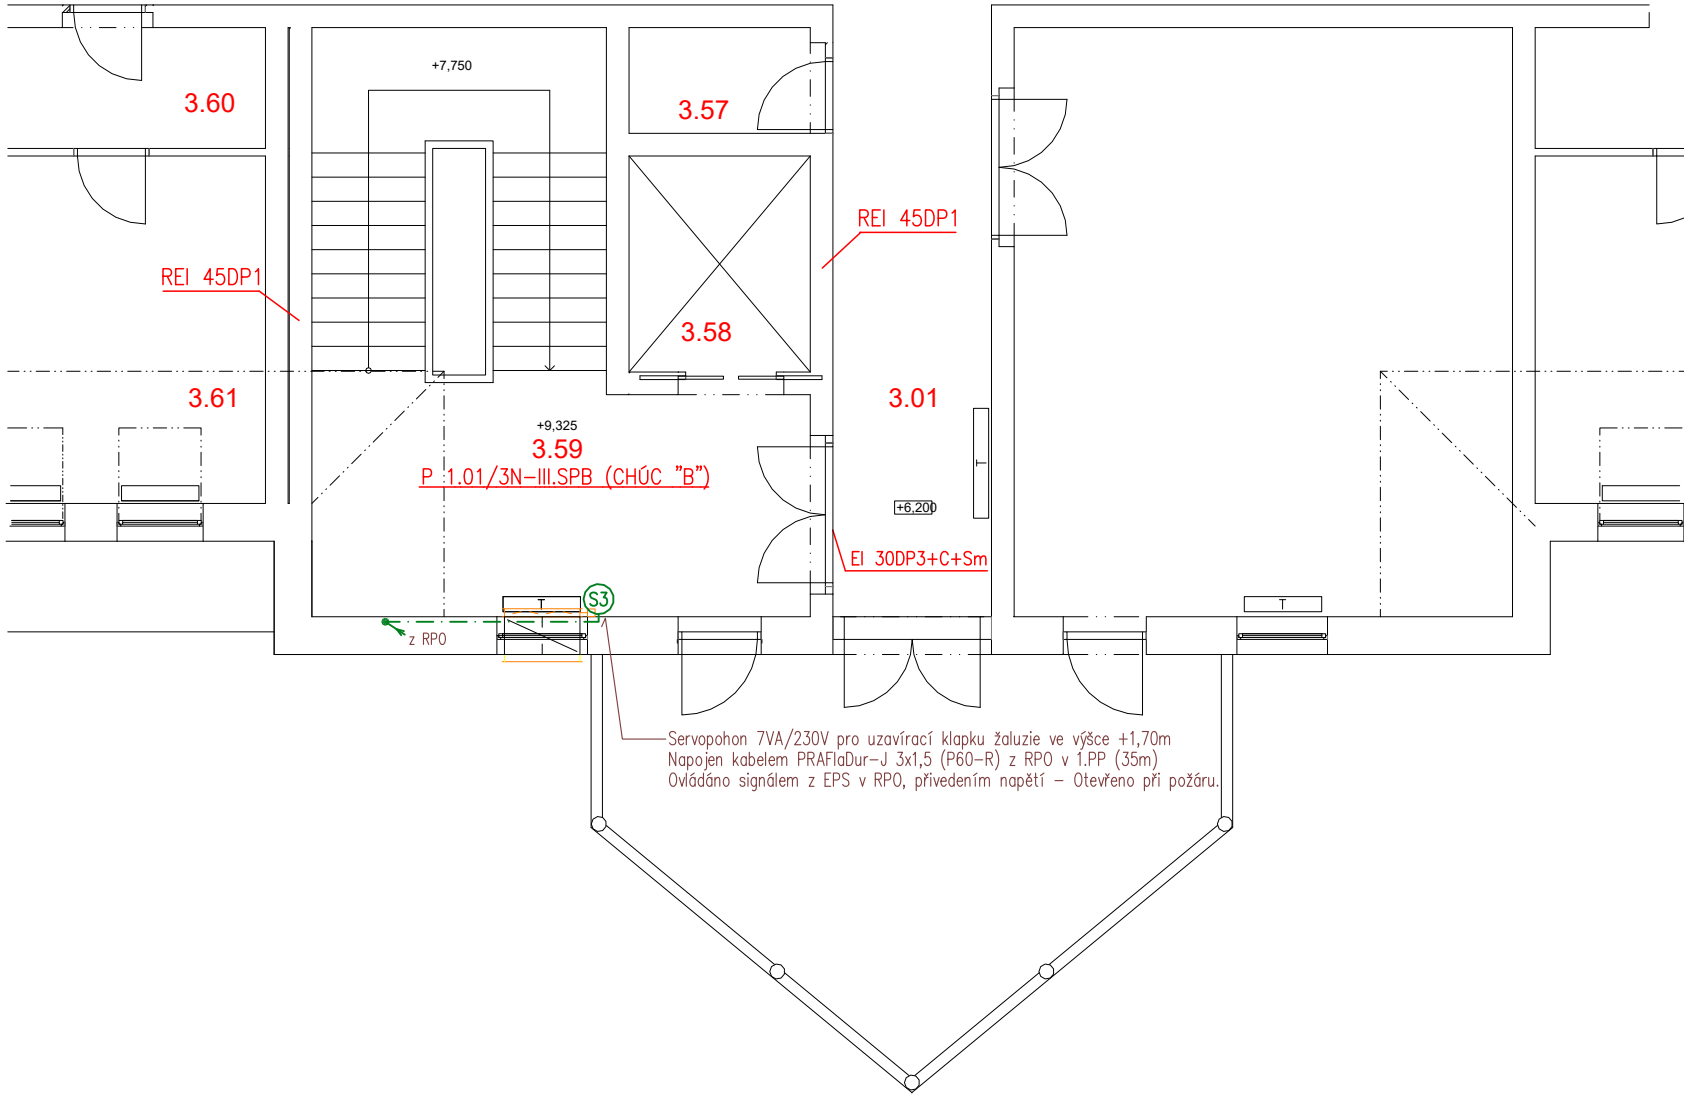 +7,750
3.60
3.57
REI 45DP1
REI 45DP1
3.58
3.61
3.01
+9,325
3.59
P 1.01/3N-III.SPB (CHÚC "B")
T
+6,200
EI 30DP3+C+Sm
T
S3
T
z RPO
Servopohon 7VA/230V pro uzavírací klapku žaluzie ve výšce +1,70m
Napojen kabelem PRAFlaDur-J 3x1,5 (P60-R) z RPO v 1.PP (35m)
Ovládáno signálem z EPS v RPO, přivedením napětí - Otevřeno při požáru.